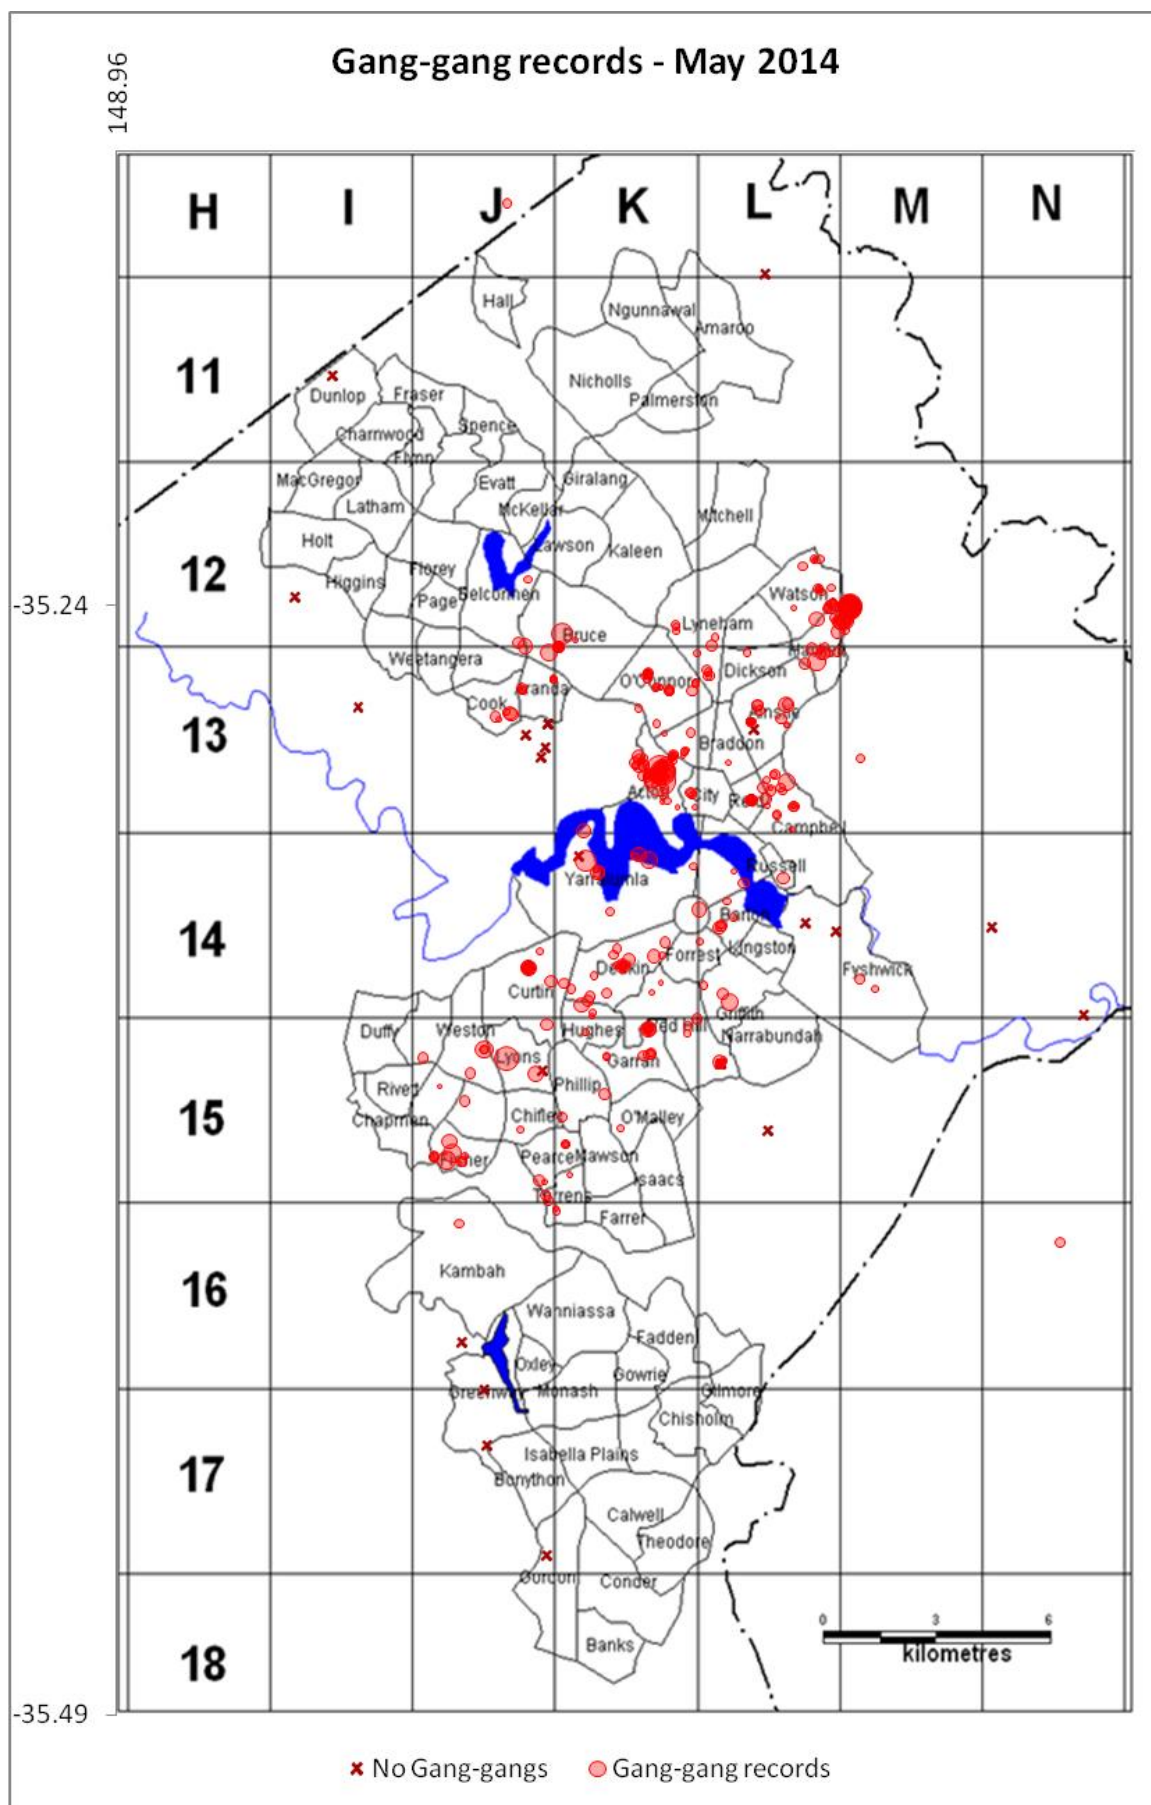 Gang-gang records - May 2014
148.96
H I J K L M N
Hall
Ngunnawal
Amaroo
11
Nicholls
Dunlop Fraser
Palmerston
Spence
Charnwood
Flynn
MacGregor Evatt Giralang
Latham McKellar Mitchell
Holt Lawson Kaleen
12 Higgins Florey
-35.24 Page Belconnen Watson
Lyneham
Bruce
Weetangera Hackett
O'Connor Dickson
Aranda
Cook Ainslie
13
Braddon
Acton City Reid
Campbell
Russell
Yarralumla
Barton
14
Forrest Kingston
Deakin Fyshwick
Curtin
Griffith
Duffy Weston Hughes Red Hill
Narrabundah
Lyons Garran
Rivett Phillip
15
Chapman Chifley O'Malley
Fisher Pearce Mawson
Isaacs
Torrens
Farrer
Kambah
16
Wanniassa
Fadden
Oxley
Gowrie
Greenway Monash Gilmore
Chisholm
Isabella Plains
17
Bonython
Calwell
Theodore
Gordon Conder
0 3 6
Banks kilometres
18
-35.49
No Gang-gangs Gang-gang records